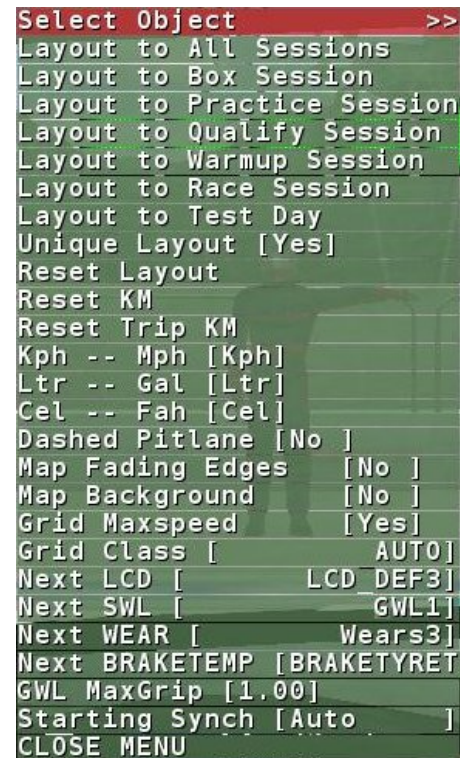 Select Object >>
Layout to All Sessions
Layout to Box Session
Layout to Practice Session
Layout to Qualify Session
Layout to Warmup Session
Layout to Race Session
Layout to Test Day
Unique Layout [Yes]
Reset Layout
Reset KM
Reset Trip KM
Kph -- Mph [Kph]
Ltr -- Gal [Ltr]
Cel -- Fah [Cel]
Dashed Pitlane [No ]
Map Fading Edges [No ]
Map Background [No ]
Grid Maxspeed [Yes]
Grid Class [ AUTO]
Next LCD [ LCD_DEF3]
Next SWL [ GWL1]
Next WEAR [ Wears3]
Next BRAKETEMP [BRAKETYRET
GWL MaxGrip [1.00]
Starting Synch [Auto ]
CLOSE MENU